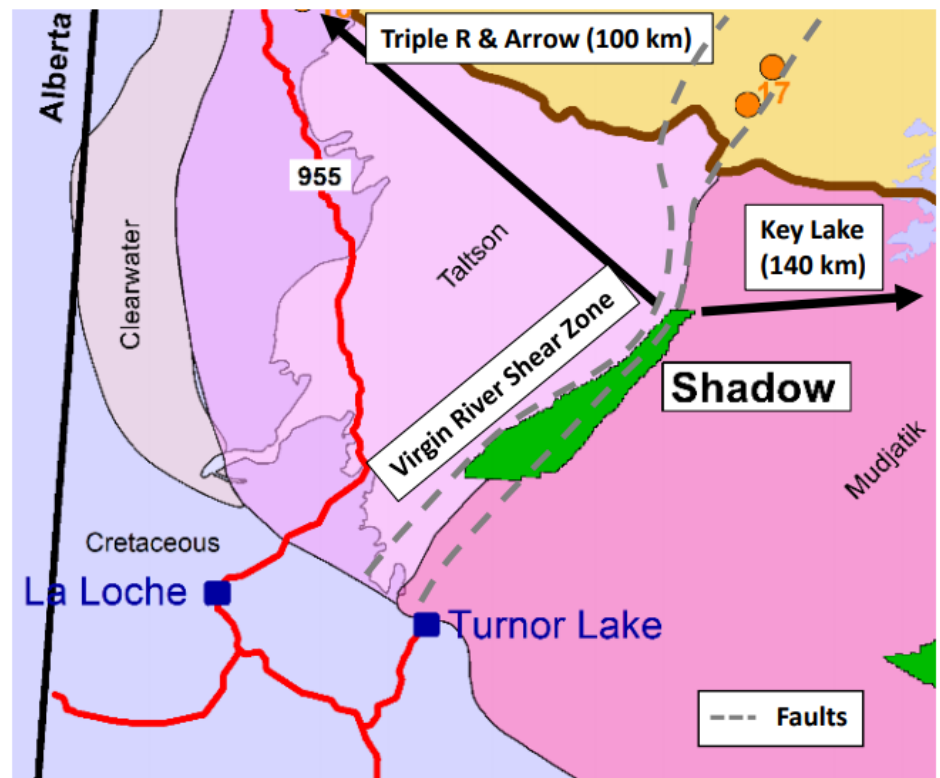 18
Triple R & Arrow (100 km)
17
Alberta
955
Key Lake
(140 km)
Taltson
Clearwater
Virgin River Shear Zone
Shadow
Mudjatik
Cretaceous
La Loche
Turnor Lake
Faults